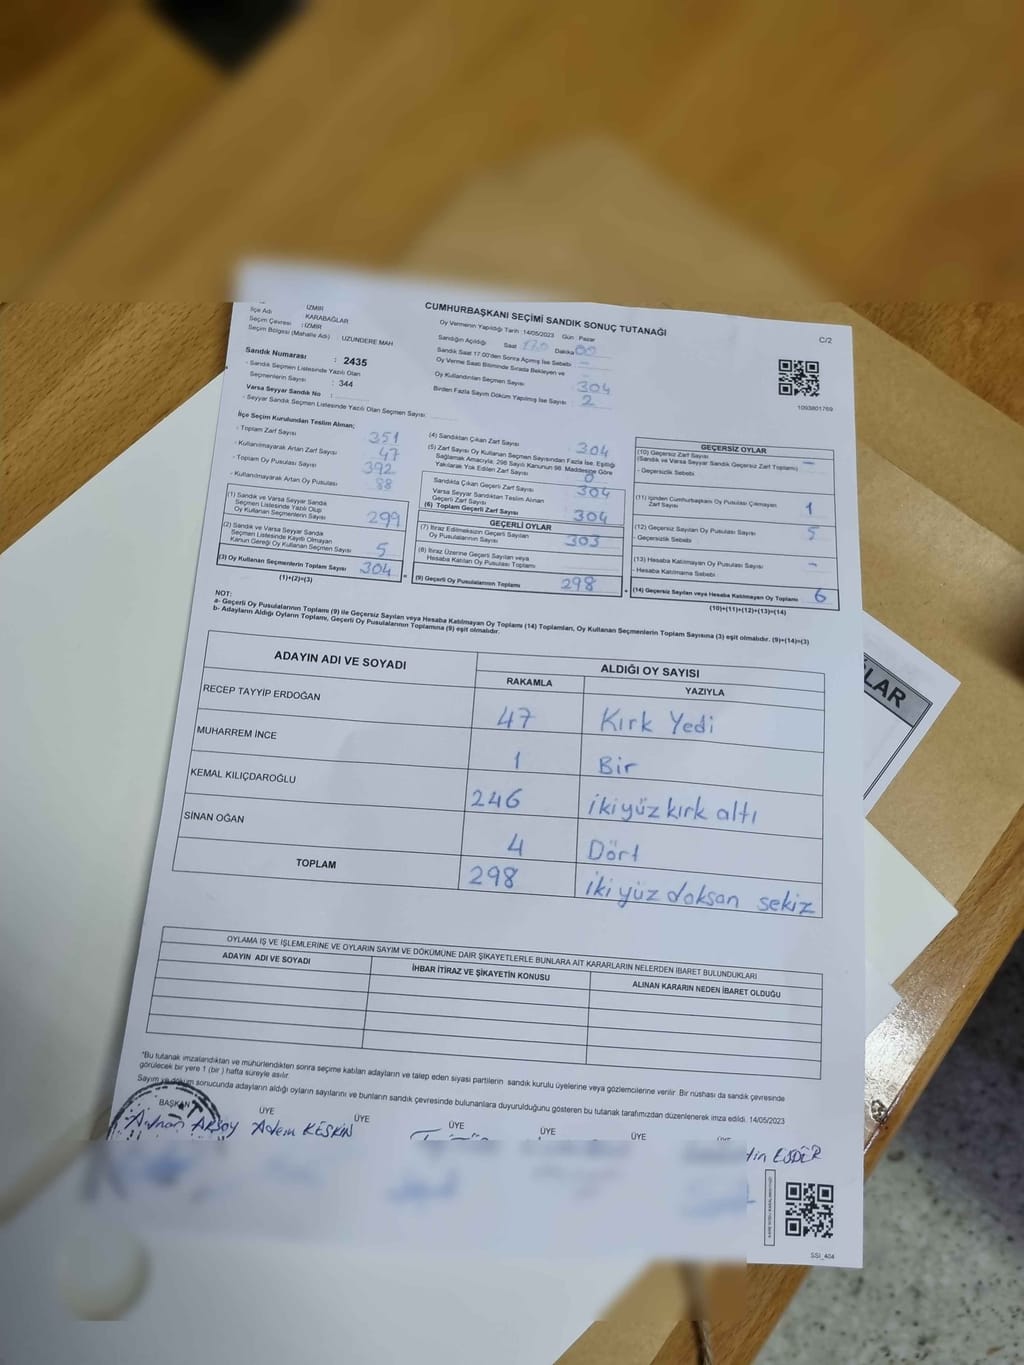 İZMİR
İlçe Adı KARABAĞLAR
Seçim Çevresi : İZMİR
Seçim Bölgesi (Mahalle Adı) : UZUNDERE MAH
Sandık Numarası : 2435
- Sandık Seçmen Listesinde Yazılı Olan
Seçmenlerin Sayısı : 344
Varsa Seyyar Sandık No :
- Seyyar Sandık Seçmen Listesinde Yazılı Olan Seçmen Sayısı:
CUMHURBAŞKANI SEÇİMİ SANDIK SONUÇ TUTANAĞI
C/2
Oy Vermenin Yapıldığı Tarih : 14/05/2023 Gün : Pazar
Sandığın Açıldığı Saat Dakika
Sandık Saat 17:00'den Sonra Açılmış İse Sebebi
Oy Verme Saati Bitiminde Sırada Bekleyen ve
Oy Kullandırılan Seçmen Sayısı 304
Birden Fazla Sayım Döküm Yapılmış İse Sayısı : 2
1093801769
İlçe Seçim Kurulundan Teslim Alınan;
- Toplam Zarf Sayısı 351
- Kullanılmayarak Artan Zarf Sayısı 47
- Toplam Oy Pusulası Sayısı 392
- Kullanılmayarak Artan Oy Pusulası 88
(1) Sandık ve Varsa Seyyar Sandık
Seçmen Listesinde Yazılı Olup
Oy Kullanan Seçmenlerin Sayısı 299
(2) Sandık ve Varsa Seyyar Sandık
Seçmen Listesinde Kayıtlı Olmayan
Kanun Gereği Oy Kullanan Seçmen Sayısı 5
(3) Oy Kullanan Seçmenlerin Toplam Sayısı 304
(1)+(2)=(3)
(4) Sandıktan Çıkan Zarf Sayısı 304
(5) Zarf Sayısı Oy Kullanan Seçmen Sayısından Fazla İse, Eşitliği
Sağlamak Amacıyla, 298 Sayılı Kanunun 98. Maddesine Göre
Yakılarak Yok Edilen Zarf Sayısı 0
Sandıkta Çıkan Geçerli Zarf Sayısı 304
Varsa Seyyar Sandıktan Teslim Alınan
Geçerli Zarf Sayısı
(6) Toplam Geçerli Zarf Sayısı 304
GEÇERLİ OYLAR
(7) İtiraz Edilmeksizin Geçerli Sayılan
Oy Pusulalarının Sayısı 303
(8) İtiraz Üzerine Geçerli Sayılan veya
Hesaba Katılan Oy Pusulası Toplamı
(9) Geçerli Oy Pusulalarının Toplamı 298
GEÇERSİZ OYLAR
(10) Geçersiz Zarf Sayısı
(Sandık ve Varsa Seyyar Sandık Geçersiz Zarf Toplamı) -
- Geçersizlik Sebebi
(11) İçinden Cumhurbaşkanı Oy Pusulası Çıkmayan
Zarf Sayısı 1
(12) Geçersiz Sayılan Oy Pusulası Sayısı 5
- Geçersizlik Sebebi
(13) Hesaba Katılmayan Oy Pusulası Sayısı -
- Hesaba Katılmama Sebebi
(14) Geçersiz Sayılan veya Hesaba Katılmayan Oy Toplamı 6
(10)+(11)+(12)+(13)=(14)
NOT:
a- Geçerli Oy Pusulalarının Toplamı (9) ile Geçersiz Sayılan veya Hesaba Katılmayan Oy Toplamı (14) Toplamları, Oy Kullanan Seçmenlerin Toplam Sayısına (3) eşit olmalıdır. (9)+(14)=(3)
b- Adayların Aldığı Oyların Toplamı, Geçerli Oy Pusulalarının Toplamına (9) eşit olmalıdır.
ADAYIN ADI VE SOYADI ALDIĞI OY SAYISI
RAKAMLA YAZIYLA
RECEP TAYYİP ERDOĞAN 47 Kırk Yedi
MUHARREM İNCE 1 Bir
KEMAL KILIÇDAROĞLU 246 ikiyüz kırk altı
SİNAN OĞAN 4 Dört
TOPLAM 298 ikiyüz doksan sekiz
LAR
OYLAMA İŞ VE İŞLEMLERİNE VE OYLARIN SAYIM VE DÖKÜMÜNE DAİR ŞİKAYETLERLE BUNLARA AİT KARARLARIN NELERDEN İBARET BULUNDUKLARI
ADAYIN ADI VE SOYADI İHBAR İTİRAZ VE ŞİKAYETİN KONUSU ALINAN KARARIN NEDEN İBARET OLDUĞU
*Bu tutanak imzalandıktan ve mühürlendikten sonra seçime katılan adayların ve talep eden siyasi partilerin sandık kurulu üyelerine veya gözlemcilerine verilir. Bir nüshası da sandık çevresinde
görülecek bir yere 1 (bir ) hafta süreyle asılır.
Sayım ve döküm sonucunda adayların aldığı oyların sayılarını ve bunların sandık çevresinde bulunanlara duyurulduğunu gösteren bu tutanak tarafımızdan düzenlenerek imza edildi. 14/05/2023
BAŞKAN ÜYE ÜYE ÜYE ÜYE ÜYE
Adnan AKSOY Adem KESKİN
SSİ_404